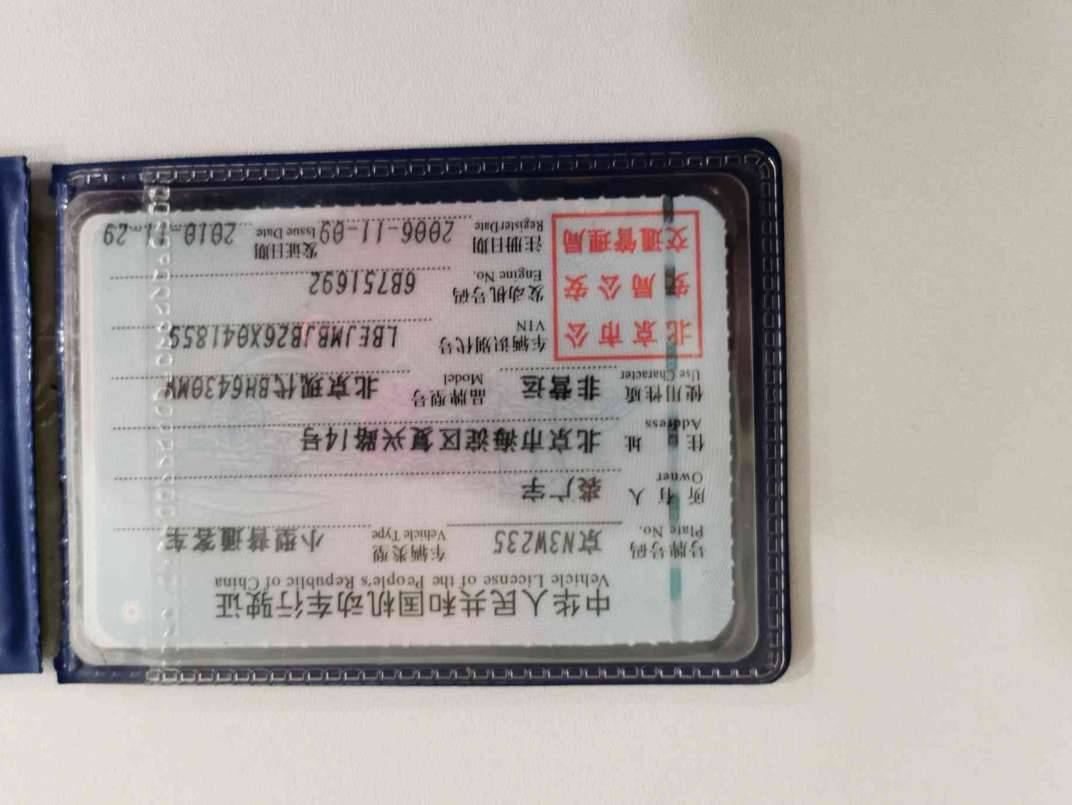 中华人民共和国机动车行驶证
Vehicle License of the People's Republic of China
号牌号码 京N3W235 车辆类型 小型普通客车
Plate No. Vehicle Type
所有人
Owner
住址 北京市海淀区复兴路14号
Address
使用性质 非营运 品牌型号 北京现代BH6430MW
Use Character Model
北京市公
安局公安
交通管理局
车辆识别代号 LBEJMBJB26X041859
VIN
发动机号码 6B751692
Engine No.
注册日期 2006-11-09 发证日期 2010-11-29
Register Date Issue Date